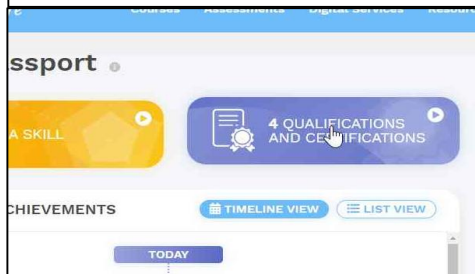 Courses Assessments Digital Services
ssport
A SKILL
4 QUALIFICATIONS
AND CERTIFICATIONS
CHIEVEMENTS
TIMELINE VIEW
LIST VIEW
TODAY